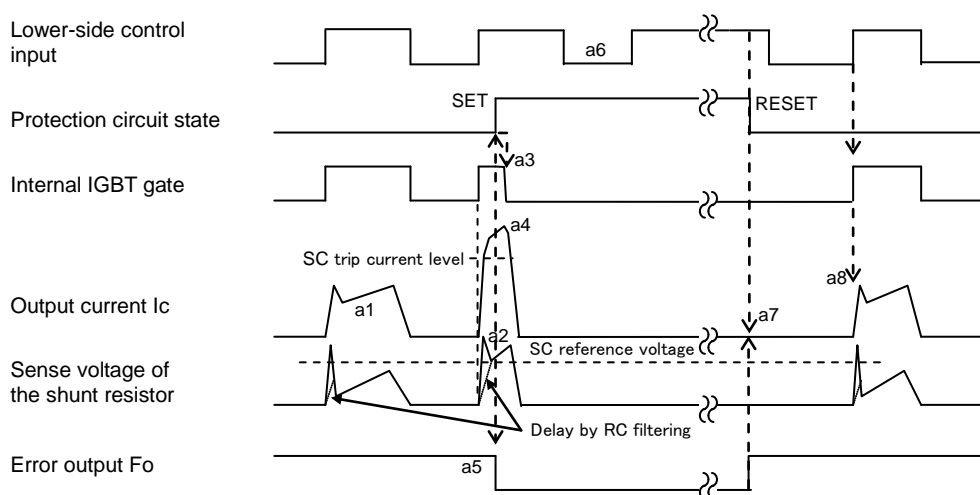 Lower-side control
input
a6
SET
RESET
Protection circuit state
a3
Internal IGBT gate
a4
SC trip current level
a8
Output current Ic
a1
a7
a2
SC reference voltage
Sense voltage of
the shunt resistor
Delay by RC filtering
Error output Fo
a5